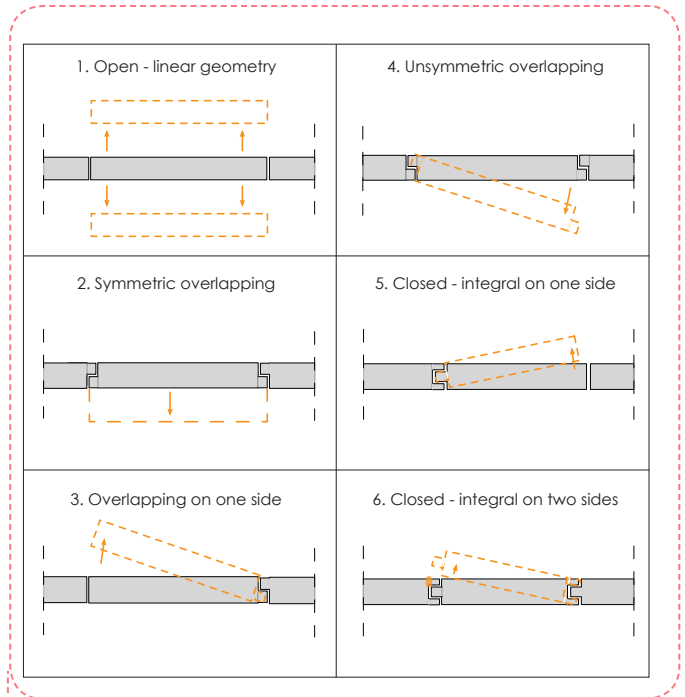 1. Open - linear geometry
4. Unsymmetric overlapping
2. Symmetric overlapping
5. Closed - integral on one side
3. Overlapping on one side
6. Closed - integral on two sides